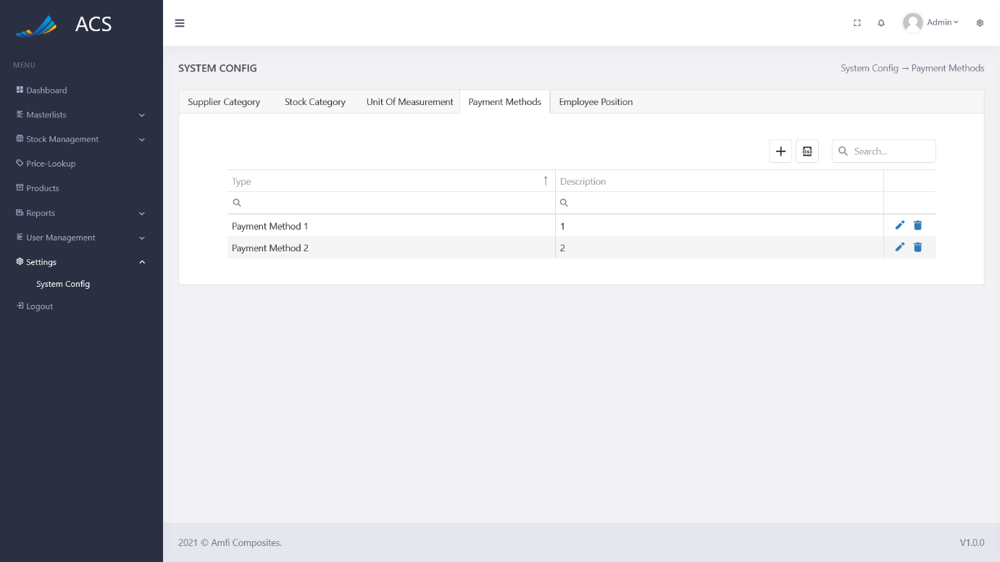 ACS
Admin
MENU
Dashboard
Masterlists
Stock Management
Price-Lookup
Products
Reports
User Management
Settings
System Config
Logout
SYSTEM CONFIG
System Config → Payment Methods
Supplier Category Stock Category Unit Of Measurement Payment Methods Employee Position
XLSX
Search...
Type ↑ Description
Payment Method 1 1
Payment Method 2 2
2021 © Amfi Composites.
V1.0.0